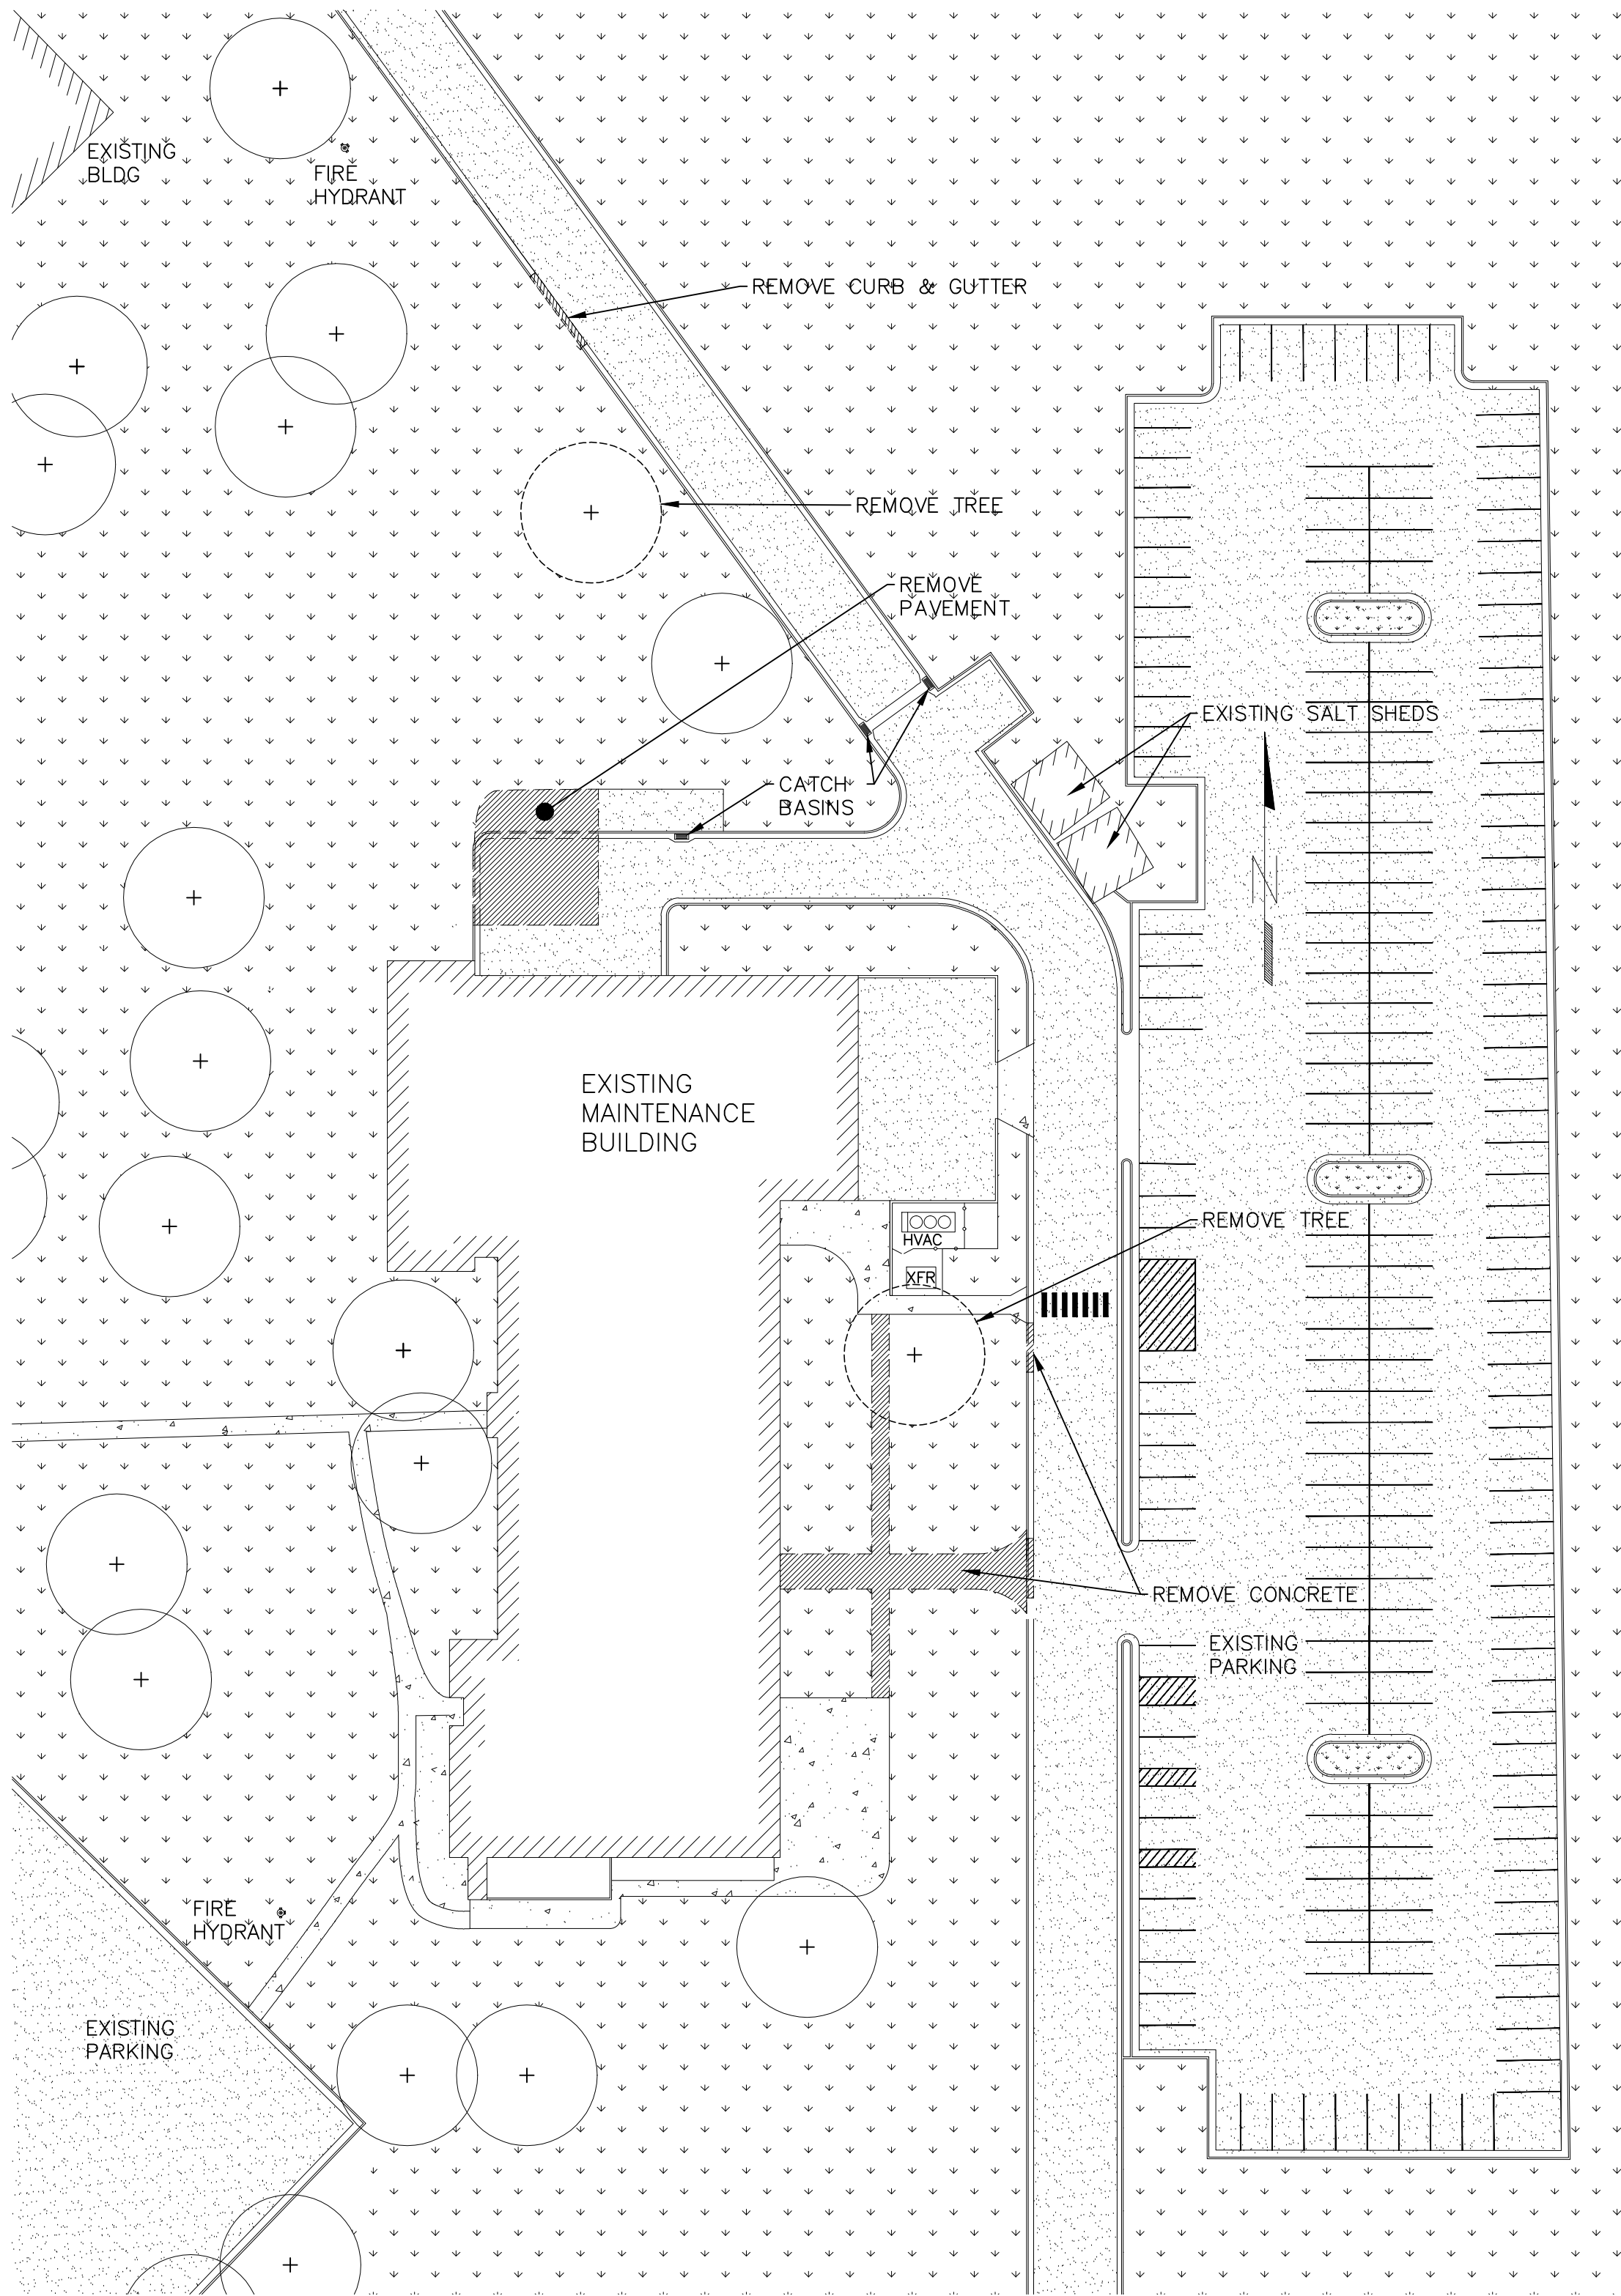 EXISTING
BLDG
FIRE
HYDRANT
REMOVE CURB & GUTTER
REMOVE TREE
REMOVE
PAVEMENT
EXISTING SALT SHEDS
CATCH
BASINS
N
EXISTING
MAINTENANCE
BUILDING
HVAC
XFR
REMOVE TREE
REMOVE CONCRETE
EXISTING
PARKING
FIRE
HYDRANT
EXISTING
PARKING